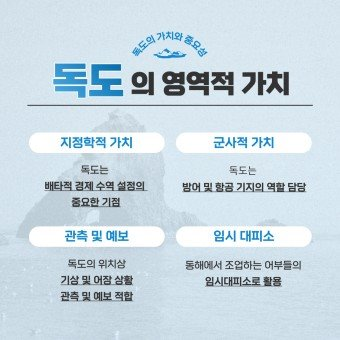 독도의 가치와 중요성
독도의 영역적 가치
지정학적 가치
독도는
배타적 경제 수역 설정의
중요한 기점
군사적 가치
독도는
방어 및 항공 기지의 역할 담당
관측 및 예보
독도의 위치상
기상 및 어장 상황
관측 및 예보 적합
임시 대피소
동해에서 조업하는 어부들의
임시대피소로 활용